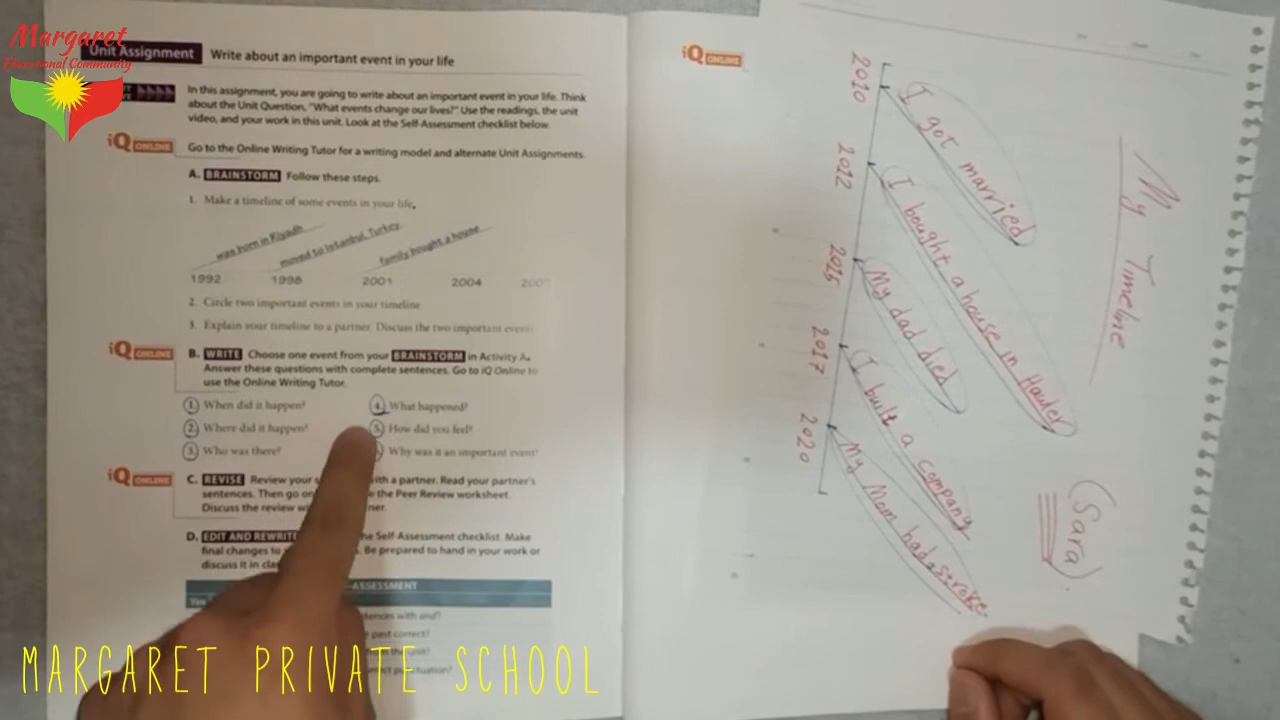 Margaret
Educational Community
Unit Assignment
Write about an important event in your life
In this assignment, you are going to write about an important event in your life. Think
about the Unit Question, "What events change our lives?" Use the readings, the unit
video, and your work in this unit. Look at the Self-Assessment checklist below.
iQ ONLINE
Go to the Online Writing Tutor for a writing model and alternate Unit Assignments.
A. BRAINSTORM Follow these steps.
1. Make a timeline of some events in your life.
was born in Riyadh
moved to Istanbul, Turkey
family bought a house
1992 1998 2001 2004
2. Circle two important events in your timeline
3. Explain your timeline to a partner. Discuss the two important events
iQ ONLINE
B. WRITE Choose one event from your BRAINSTORM in Activity A.
Answer these questions with complete sentences. Go to iQ Online to
use the Online Writing Tutor.
1. When did it happen?
2. Where did it happen?
3. Who was there?
4. What happened?
5. How did you feel?
Why was it an important event?
iQ ONLINE
C. REVISE Review your with a partner. Read your partner's
sentences. Then go on the Peer Review worksheet.
Discuss the review
D. EDIT AND REWRITE the Self-Assessment checklist. Make
final changes to Be prepared to hand in your work or
discuss it in
-ASSESSMENT
with and?
past correct?
iQ ONLINE
My Timeline
(Sara)
2010 I got married
2012 I bought a house in Hawler
2015 My dad died
2017 I built a company
2020 My Mom had a stroke.
MARGARET PRIVATE SCHOOL